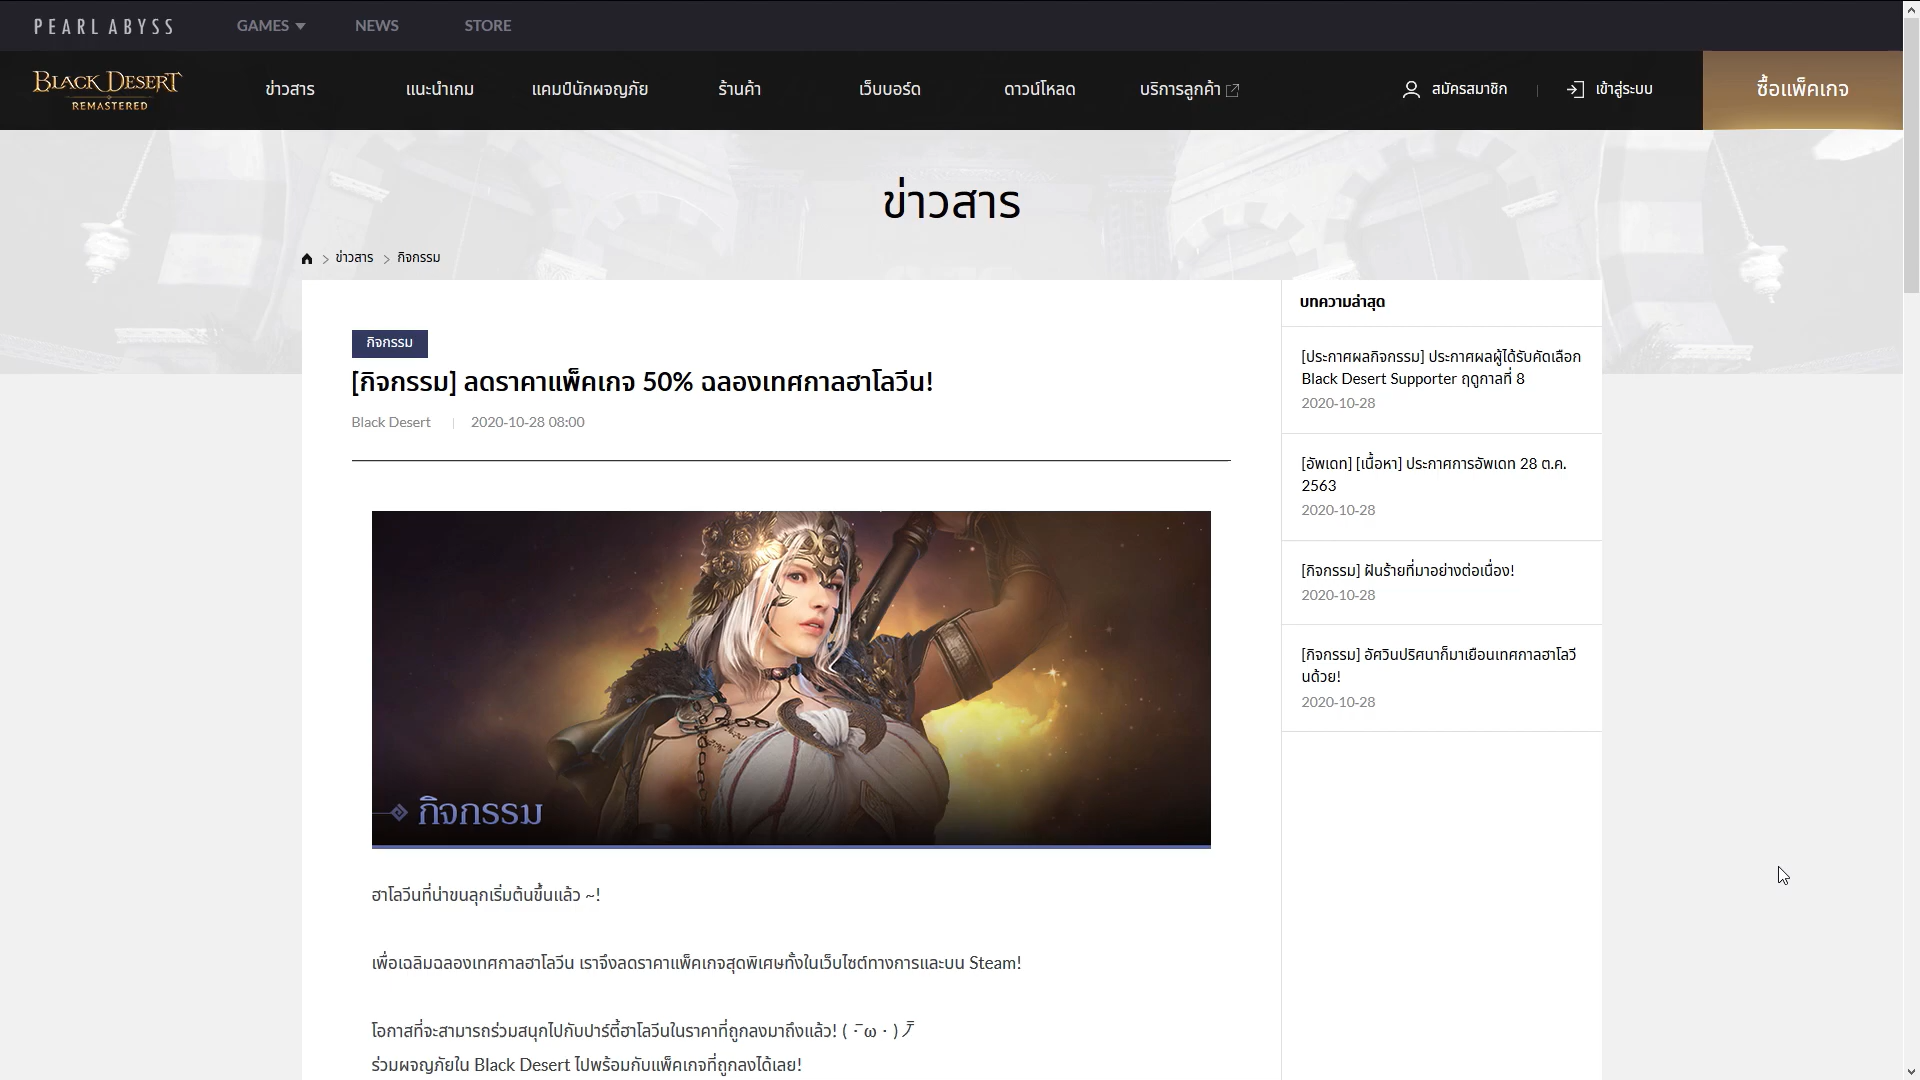 PEARL ABYSS
GAMES
NEWS
STORE
BLACK DESERT
REMASTERED
ข่าวสาร
แนะนำเกม
แคมป์นักผจญภัย
ร้านค้า
เว็บบอร์ด
ดาวน์โหลด
บริการลูกค้า
สมัครสมาชิก
เข้าสู่ระบบ
ซื้อแพ็คเกจ
ข่าวสาร
ข่าวสาร
กิจกรรม
กิจกรรม
[กิจกรรม] ลดราคาแพ็คเกจ 50% ฉลองเทศกาลฮาโลวีน!
Black Desert
2020-10-28 08:00
กิจกรรม
ฮาโลวีนที่น่าขนลุกเริ่มต้นขึ้นแล้ว ~!
เพื่อเฉลิมฉลองเทศกาลฮาโลวีน เราจึงลดราคาแพ็คเกจสุดพิเศษทั้งในเว็บไซต์ทางการและบน Steam!
โอกาสที่จะสามารถร่วมสนุกไปกับปาร์ตี้ฮาโลวีนในราคาที่ถูกลงมาถึงแล้ว!
ร่วมผจญภัยใน Black Desert ไปพร้อมกับแพ็คเกจที่ถูกลงได้เลย!
บทความล่าสุด
[ประกาศผลกิจกรรม] ประกาศผลผู้ได้รับคัดเลือก
Black Desert Supporter ฤดูกาลที่ 8
2020-10-28
[อัพเดท] [เนื้อหา] ประกาศการอัพเดท 28 ต.ค.
2563
2020-10-28
[กิจกรรม] ฝันร้ายที่มาอย่างต่อเนื่อง!
2020-10-28
[กิจกรรม] อัศวินปริศนาก็มาเยือนเทศกาลฮาโลวี
นด้วย!
2020-10-28